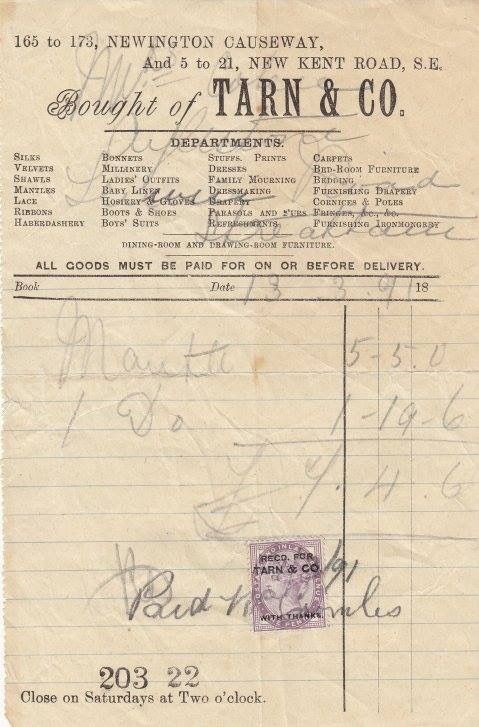 165 to 173, NEWINGTON CAUSEWAY,
And 5 to 21, NEW KENT ROAD, S.E.
Bought of TARN & CO.
DEPARTMENTS.
SILKS BONNETS STUFFS. PRINTS CARPETS
VELVETS MILLINERY DRESSES BED-ROOM FURNITURE
SHAWLS LADIES' OUTFITS FAMILY MOURNING BEDDING
MANTLES BABY LINEN DRESSMAKING FURNISHING DRAPERY
LACE HOSIERY & GLOVES DRAPERY CORNICES & POLES
RIBBONS BOOTS & SHOES PARASOLS AND FURS FRINGES, &c., &c.
HABERDASHERY BOYS' SUITS REFRESHMENTS FURNISHING IRONMONGERY
DINING-ROOM AND DRAWING-ROOM FURNITURE.
Streatham
ALL GOODS MUST BE PAID FOR ON OR BEFORE DELIVERY.
Book Date 13 3.91 18
Mantle 5-5.0
1 Do 1-19-6
£ 7.4.6
RECD. FOR
TARN & CO
WITH THANKS
/91
Paid
203 22
Close on Saturdays at Two o'clock.